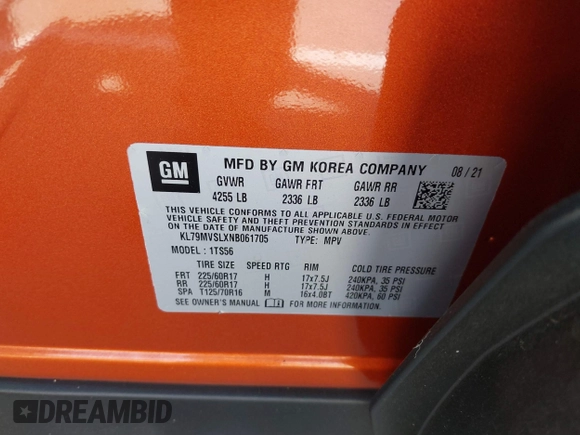 GM
MFD BY GM KOREA COMPANY 08/21
GVWR GAWR FRT GAWR RR
4255 LB 2336 LB 2336 LB
THIS VEHICLE CONFORMS TO ALL APPLICABLE U.S. FEDERAL MOTOR
VEHICLE SAFETY AND THEFT PREVENTION STANDARDS IN EFFECT
ON THE DATE OF MANUFACTURE SHOWN ABOVE.
KL79MVSLXNB061705 TYPE: MPV
MODEL: 1TS56
TIRE SIZE SPEED RTG RIM COLD TIRE PRESSURE
FRT 225/60R17 H 17x7.5J 240KPA, 35 PSI
RR 225/60R17 H 17x7.5J 240KPA, 35 PSI
SPA T125/70R16 M 16x4.0BT 420KPA, 60 PSI
SEE OWNER'S MANUAL FOR MORE INFORMATION.
DREAMBID